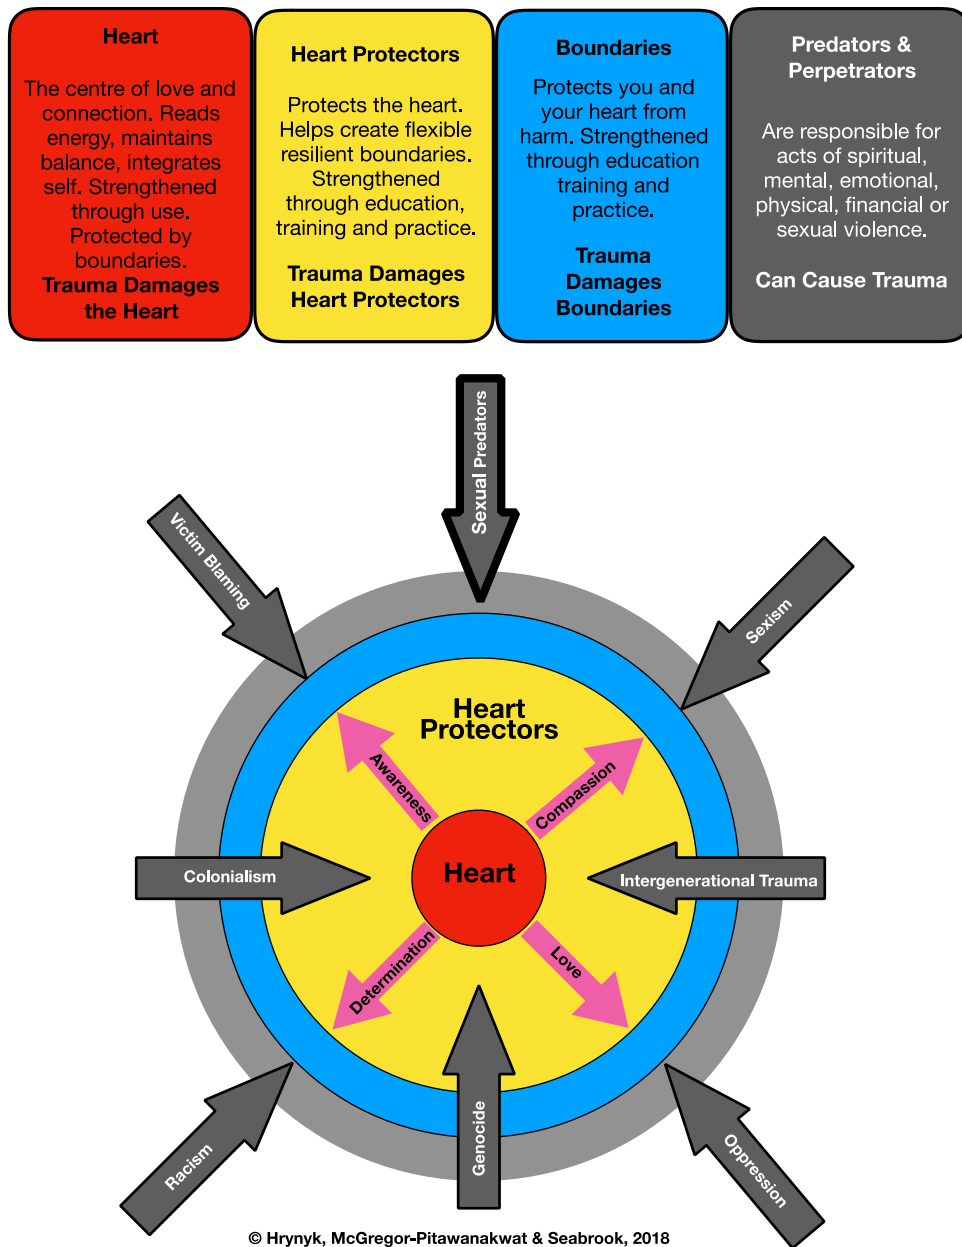 Heart
The centre of love and
connection. Reads
energy, maintains
balance, integrates
self. Strengthened
through use.
Protected by
boundaries.
Trauma Damages
the Heart
Heart Protectors
Protects the heart.
Helps create flexible
resilient boundaries.
Strengthened
through education,
training and practice.
Trauma Damages
Heart Protectors
Boundaries
Protects you and
your heart from
harm. Strengthened
through education
training and
practice.
Trauma
Damages
Boundaries
Predators &
Perpetrators
Are responsible for
acts of spiritual,
mental, emotional,
physical, financial or
sexual violence.
Can Cause Trauma
Sexual Predators
Victim Blaming
Sexism
Heart
Protectors
Awareness
Compassion
Colonialism
Heart
Intergenerational Trauma
Determination
Love
Racism
Genocide
Oppression
© Hrynyk, McGregor-Pitawanakwat & Seabrook, 2018